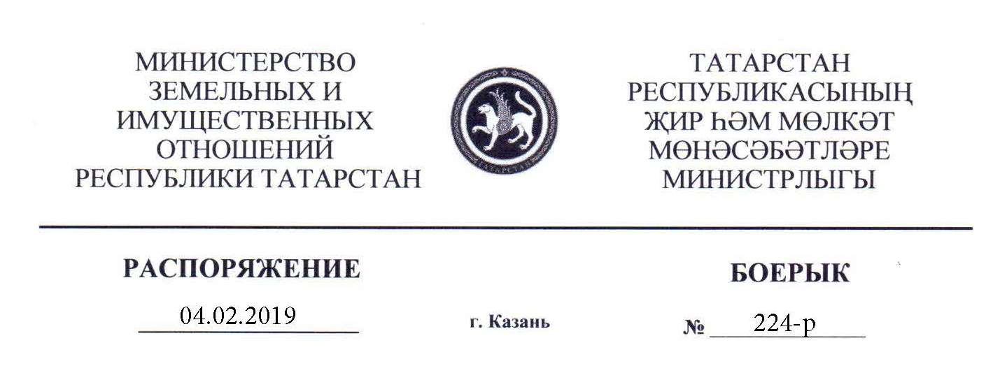 МИНИСТЕРСТВО
ЗЕМЕЛЬНЫХ И
ИМУЩЕСТВЕННЫХ
ОТНОШЕНИЙ
РЕСПУБЛИКИ ТАТАРСТАН
ТАТАРСТАН
ТАТАРСТАН
РЕСПУБЛИКАСЫНЫҢ
ҖИР ҺӘМ МӨЛКӘТ
МӨНӘСӘБӘТЛӘРЕ
МИНИСТРЛЫГЫ
РАСПОРЯЖЕНИЕ
БОЕРЫК
04.02.2019
г. Казань
№ 224-р